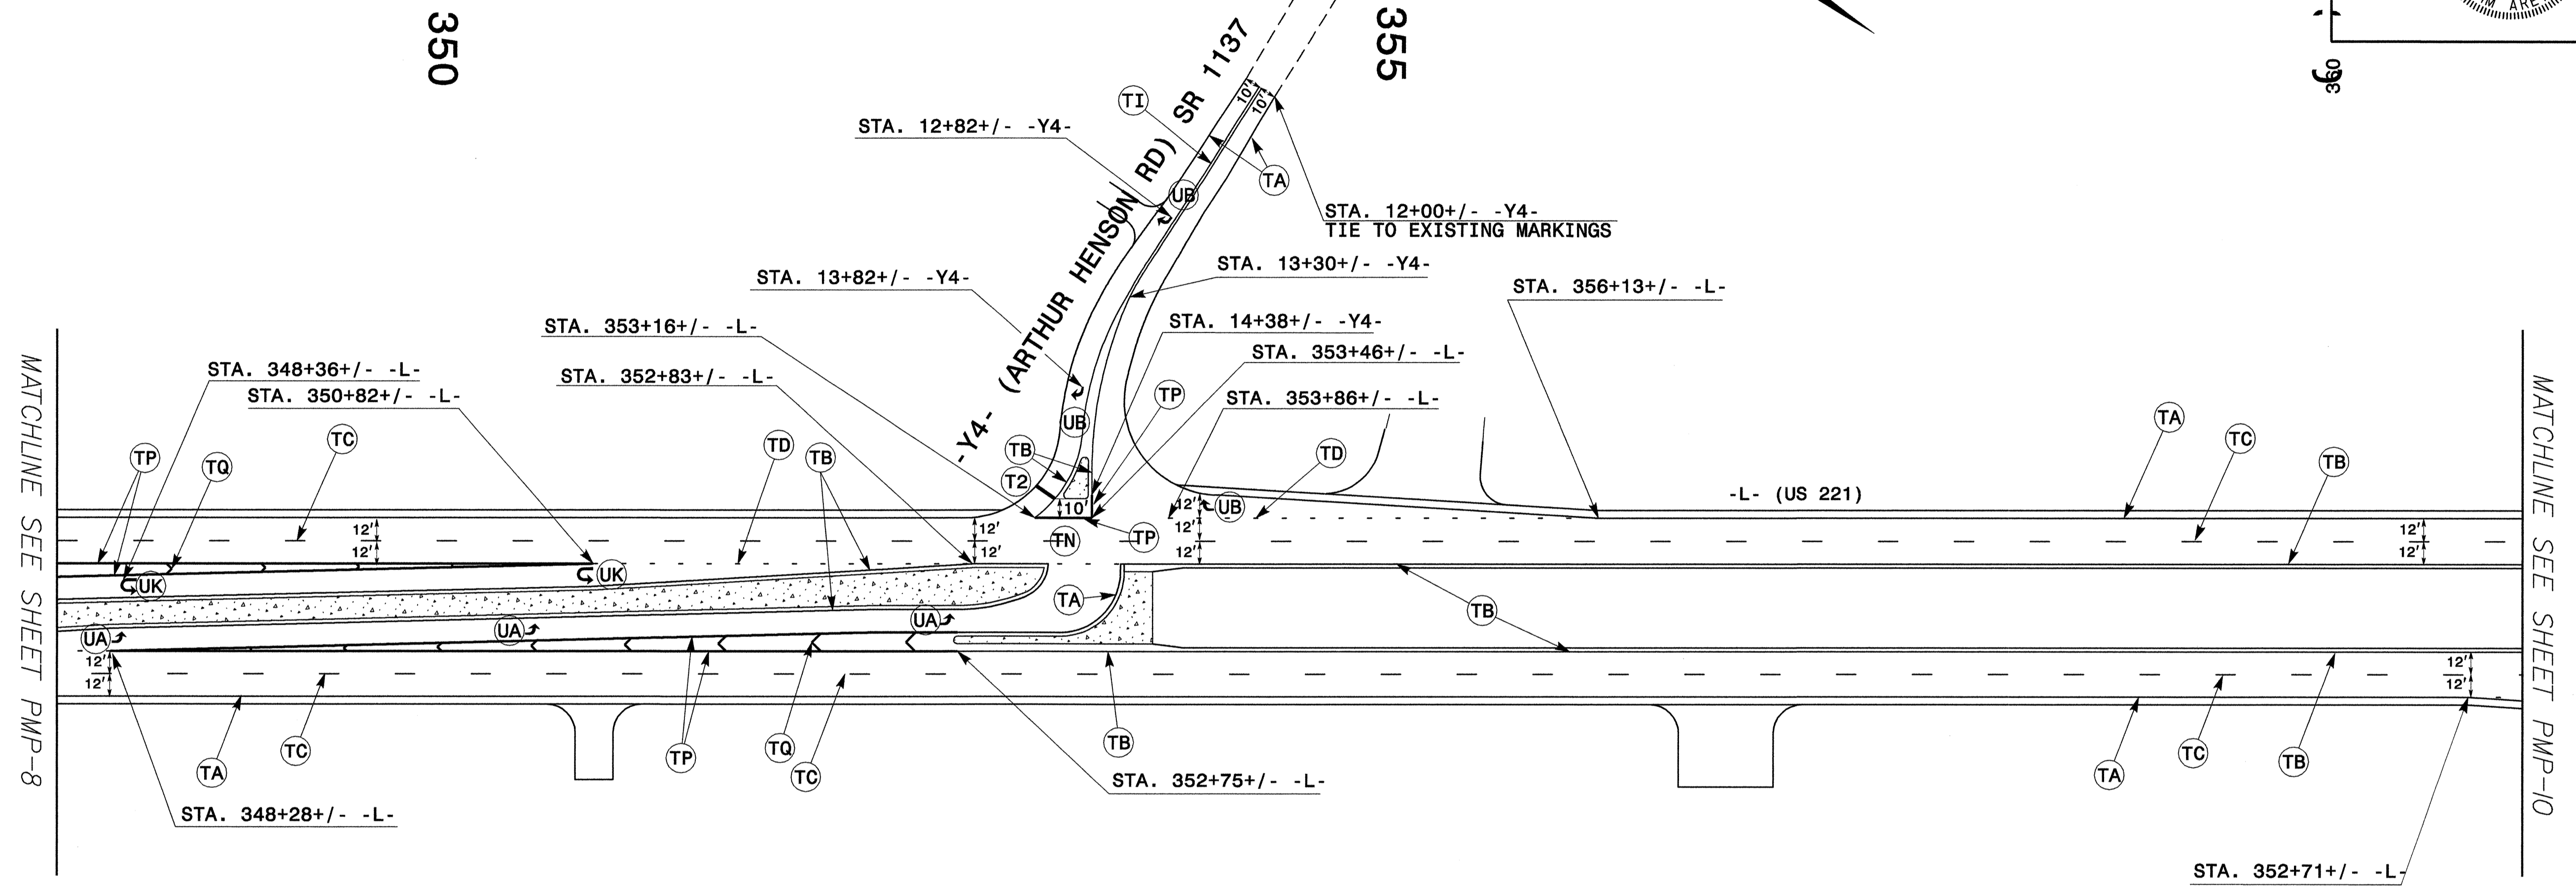 350
355
M ARE
360
-Y4- (ARTHUR HENSON RD) SR 1137
10'
10'
TI
STA. 12+82+/- -Y4-
UB
TA
STA. 12+00+/- -Y4-
TIE TO EXISTING MARKINGS
STA. 13+82+/- -Y4-
STA. 13+30+/- -Y4-
STA. 356+13+/- -L-
STA. 353+16+/- -L-
STA. 14+38+/- -Y4-
STA. 353+46+/- -L-
STA. 348+36+/- -L-
STA. 352+83+/- -L-
STA. 350+82+/- -L-
TP
STA. 353+86+/- -L-
MATCHLINE SEE SHEET PMP-8
MATCHLINE SEE SHEET PMP-10
TP
TQ
TC
TD
TB
UB
TB
T2
TD
TA
TC
TB
-L- (US 221)
12'
12'
12'
12'
10'
12'
12'
12'
UB
12'
12'
TN
TP
UK
UK
TA
TB
UA
UA
UA
12'
12'
12'
12'
TA
TC
TP
TQ
TC
TB
TA
TC
TB
STA. 352+75+/- -L-
STA. 348+28+/- -L-
STA. 352+71+/- -L-